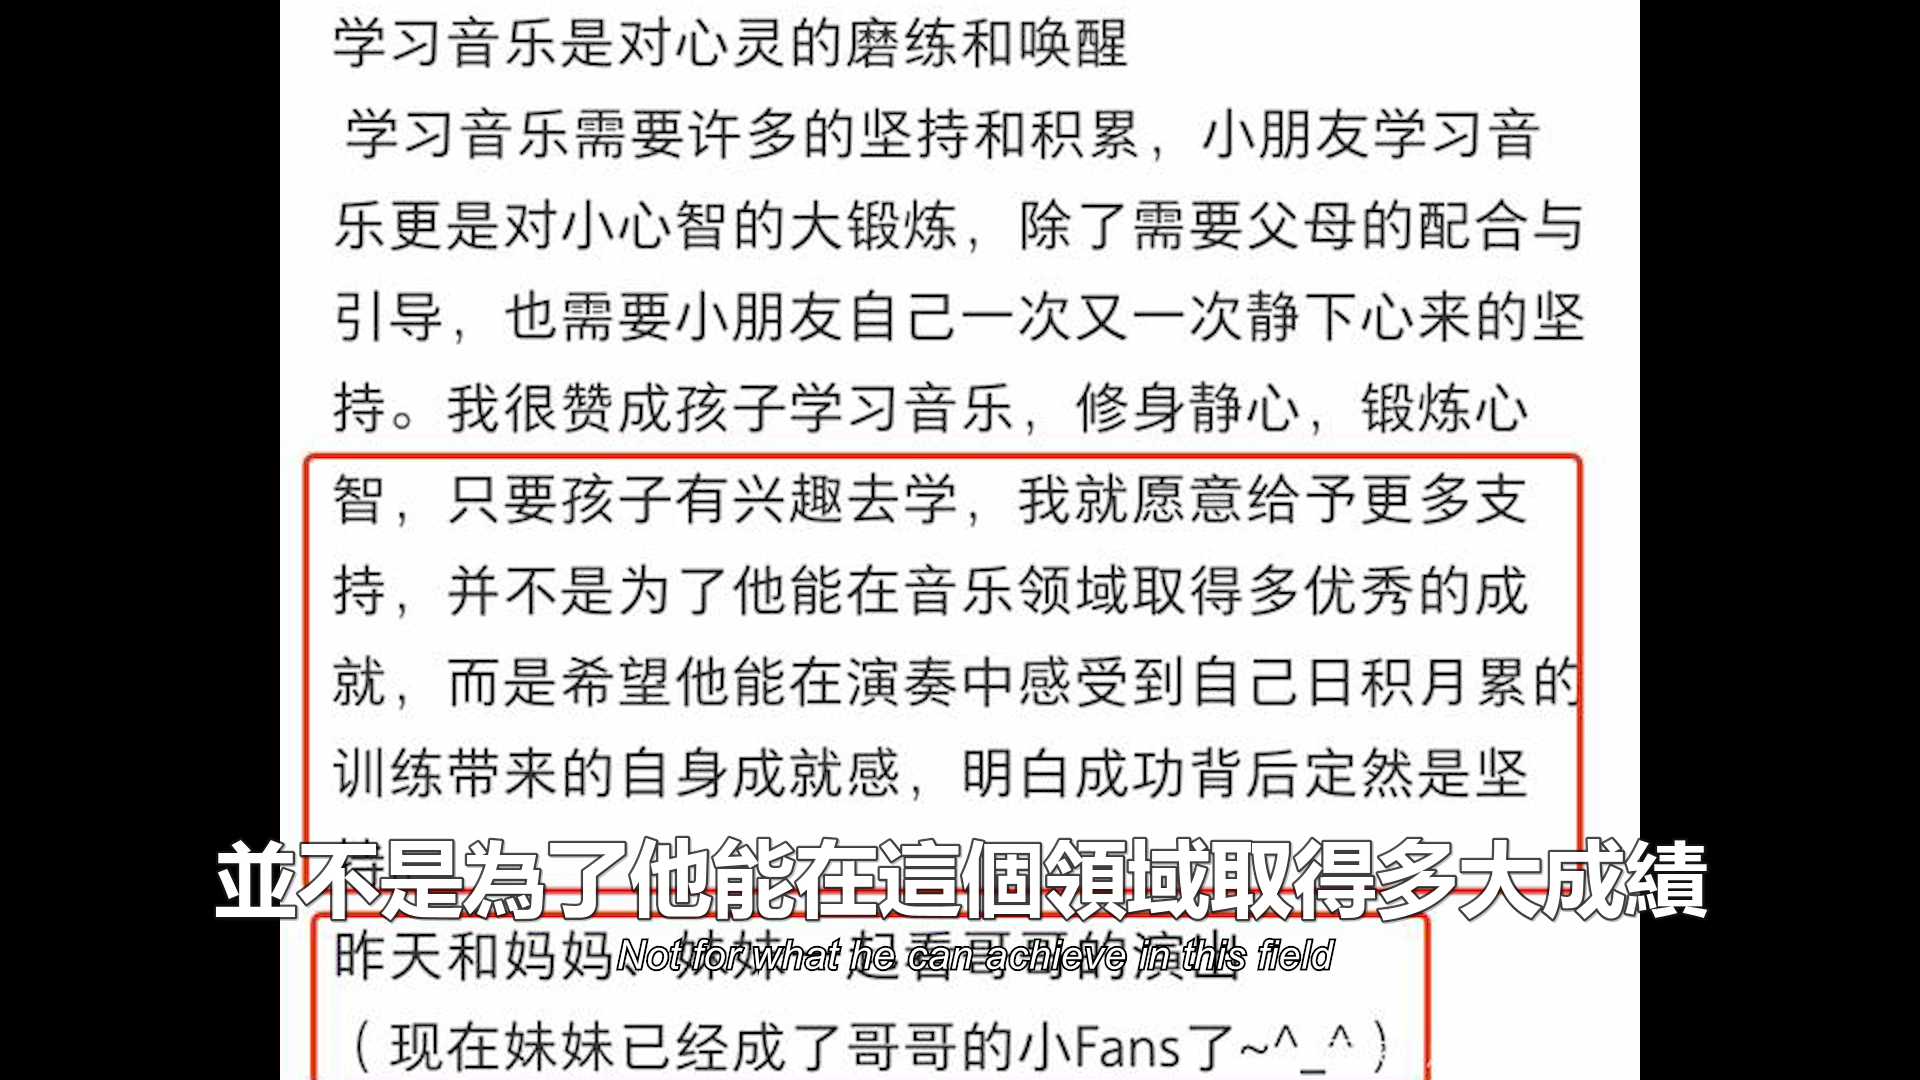 学习音乐是对心灵的磨练和唤醒
学习音乐需要许多的坚持和积累，小朋友学习音
乐更是对小心智的大锻炼，除了需要父母的配合与
引导，也需要小朋友自己一次又一次静下心来的坚
持。我很赞成孩子学习音乐，修身静心，锻炼心
智，只要孩子有兴趣去学，我就愿意给予更多支
持，并不是为了他能在音乐领域取得多优秀的成
就，而是希望他能在演奏中感受到自己日积月累的
训练带来的自身成就感，明白成功背后定然是坚
持
並不是為了他能在這個領域取得多大成績
昨天和妈妈 妹妹一起看哥哥的演出
Not for what he can achieve in this field
（现在妹妹已经成了哥哥的小Fans了~^_^）